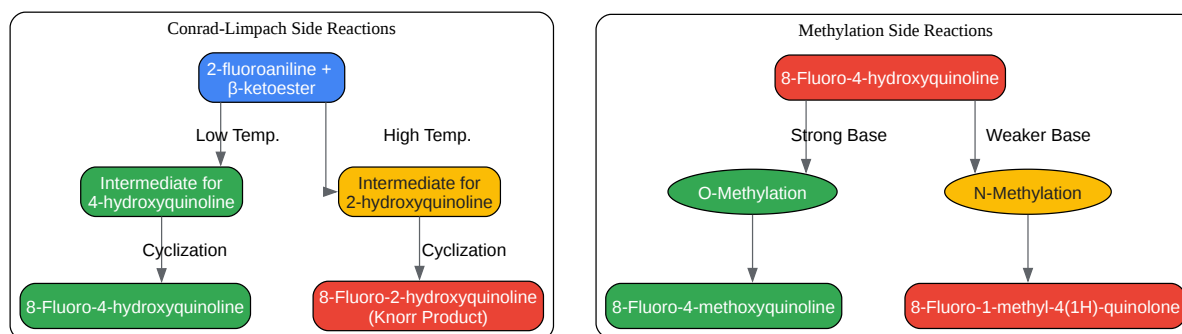 Conrad-Limpach Side Reactions
2-fluoroaniline +
β-ketoester
Low Temp.
High Temp.
Intermediate for
4-hydroxyquinoline
Intermediate for
2-hydroxyquinoline
Cyclization
Cyclization
8-Fluoro-4-hydroxyquinoline
8-Fluoro-2-hydroxyquinoline
(Knorr Product)
Methylation Side Reactions
8-Fluoro-4-hydroxyquinoline
Strong Base
Weaker Base
O-Methylation
N-Methylation
8-Fluoro-4-methoxyquinoline
8-Fluoro-1-methyl-4(1H)-quinolone